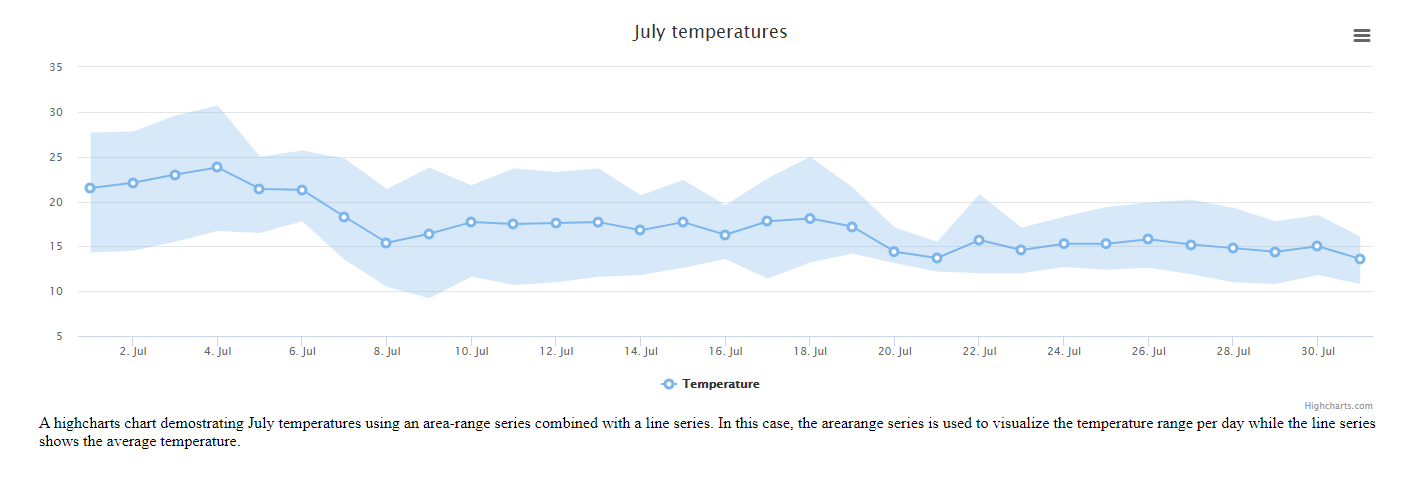 July temperatures
35
30
25
20
15
10
5
2. Jul 4. Jul 6. Jul 8. Jul 10. Jul 12. Jul 14. Jul 16. Jul 18. Jul 20. Jul 22. Jul 24. Jul 26. Jul 28. Jul 30. Jul
Temperature
Highcharts.com
A highcharts chart demostrating July temperatures using an area-range series combined with a line series. In this case, the arearange series is used to visualize the temperature range per day while the line series
shows the average temperature.